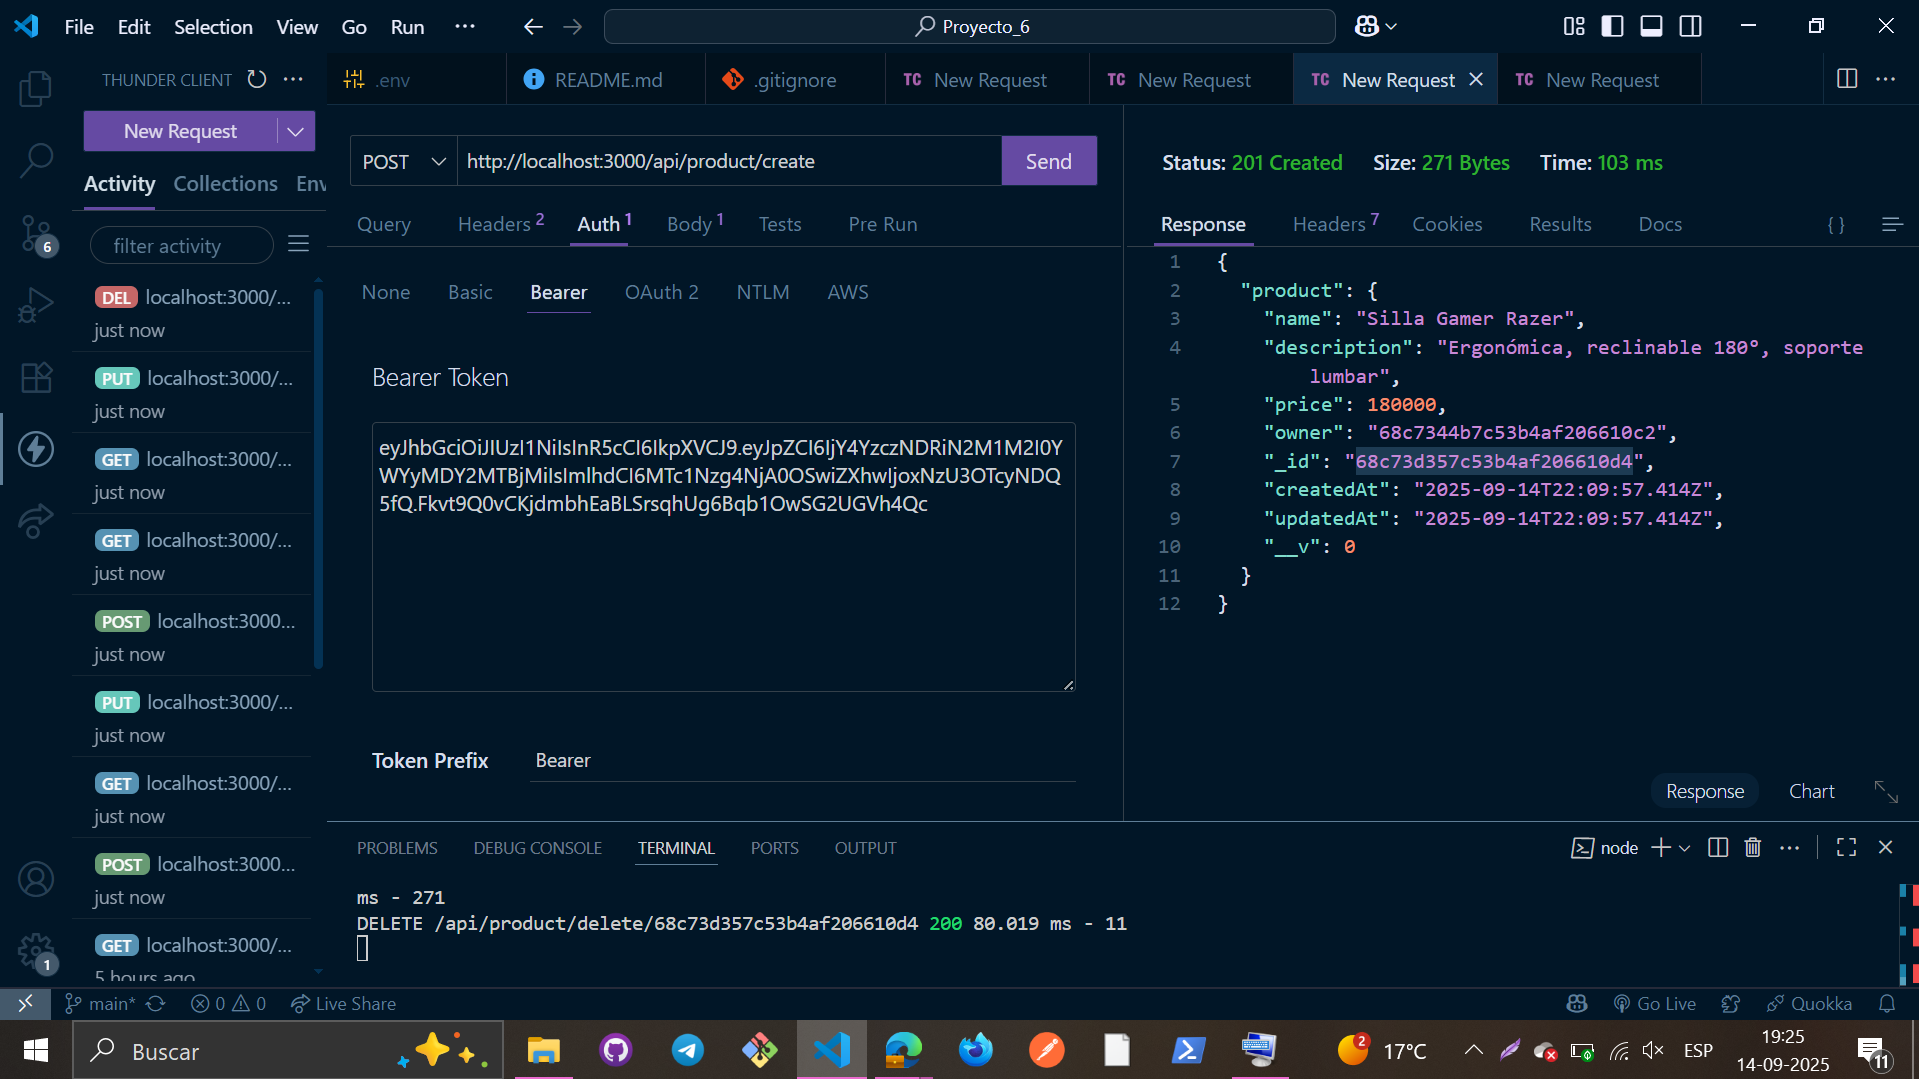 File Edit Selection View Go Run ··· Proyecto_6
THUNDER CLIENT ···
New Request
Activity Collections Env
filter activity
DEL localhost:3000/...
just now
PUT localhost:3000/...
just now
GET localhost:3000/...
just now
GET localhost:3000/...
just now
POST localhost:3000...
just now
PUT localhost:3000/...
just now
GET localhost:3000/...
just now
POST localhost:3000...
just now
GET localhost:3000/...
5 hours ago
6
1
.env README.md .gitignore TC New Request TC New Request TC New Request TC New Request
POST http://localhost:3000/api/product/create Send
Query Headers 2 Auth 1 Body 1 Tests Pre Run
None Basic Bearer OAuth 2 NTLM AWS
Bearer Token
eyJhbGciOiJIUzI1NiIsInR5cCI6IkpXVCJ9.eyJpZCI6IjY4YzczNDRiN2M1M2I0Y
WYyMDY2MTBjMiIsImlhdCI6MTc1Nzg4NjA0OSwiZXhwIjoxNzU3OTcyNDQ
5fQ.Fkvt9Q0vCKjdmbhEaBLSrsqhUg6Bqb1OwSG2UGVh4Qc
Token Prefix Bearer
Status: 201 Created Size: 271 Bytes Time: 103 ms
Response Headers 7 Cookies Results Docs { }
1 {
2 "product": {
3 "name": "Silla Gamer Razer",
4 "description": "Ergonómica, reclinable 180°, soporte
lumbar",
5 "price": 180000,
6 "owner": "68c7344b7c53b4af206610c2",
7 "_id": "68c73d357c53b4af206610d4",
8 "createdAt": "2025-09-14T22:09:57.414Z",
9 "updatedAt": "2025-09-14T22:09:57.414Z",
10 "__v": 0
11 }
12 }
Response Chart
PROBLEMS DEBUG CONSOLE TERMINAL PORTS OUTPUT node
ms - 271
DELETE /api/product/delete/68c73d357c53b4af206610d4 200 80.019 ms - 11
main* 0 0 Live Share Go Live Quokka
Buscar 2 17°C ESP 19:25
14-09-2025 11